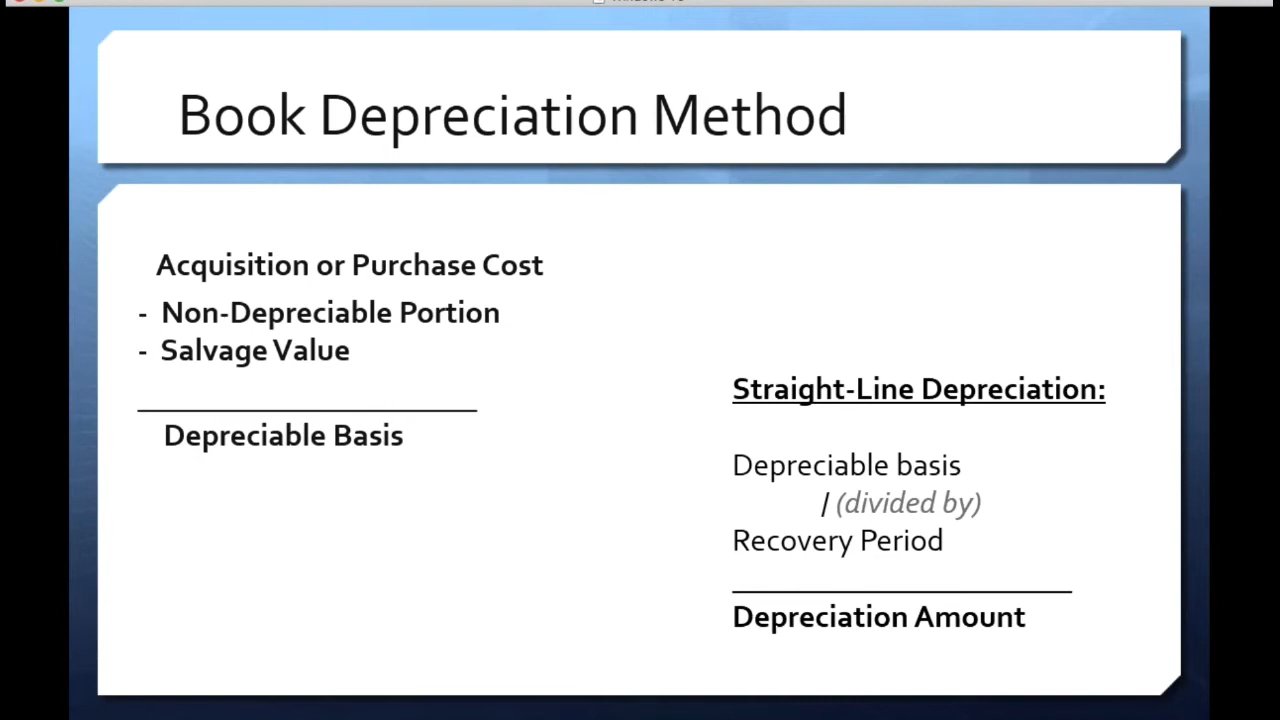 Book Depreciation Method
Acquisition or Purchase Cost
- Non-Depreciable Portion
- Salvage Value
Depreciable Basis
Straight-Line Depreciation:
Depreciable basis
/ (divided by)
Recovery Period
Depreciation Amount